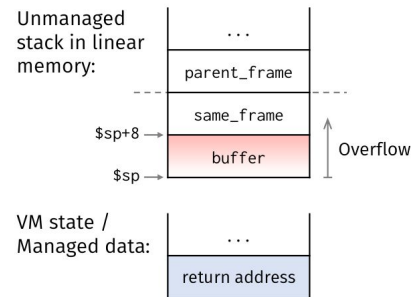 Unmanaged
stack in linear
memory:
...
parent_frame
same_frame
$sp+8
buffer
Overflow
$sp
VM state /
Managed data:
...
return address